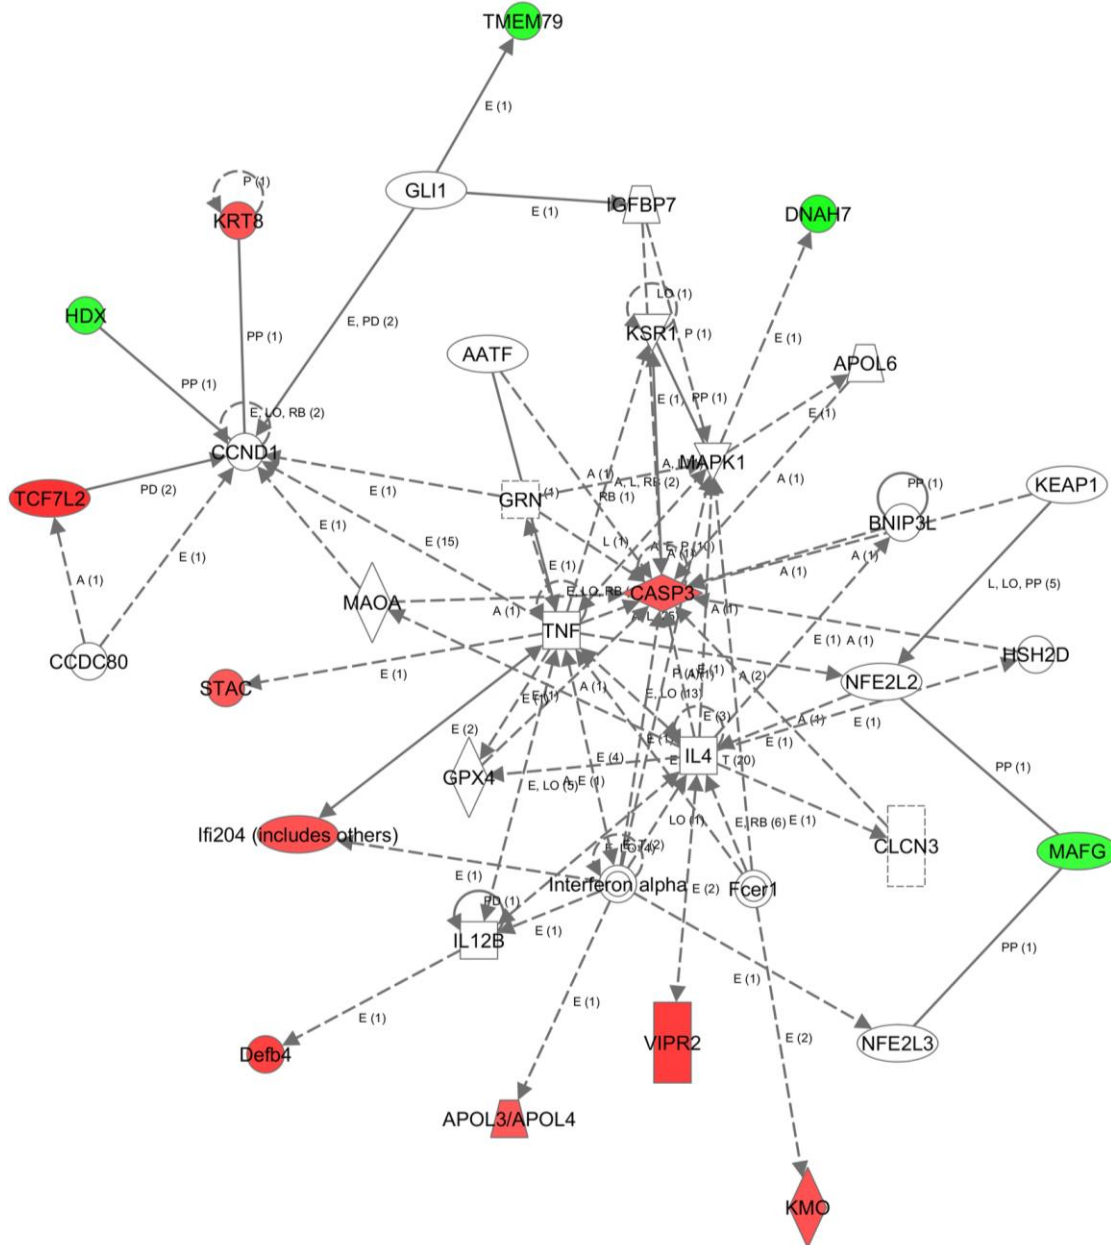 TMEM79
E (1)
P (1)
GLI1
IGFBP7
KRT8
E (1)
DNAH7
LO (1)
HDX
E, PD (2)
KSR1
P (1)
PP (1)
E (1)
AATF
APOL6
PP (1)
E (1)
PP (1)
E, LO, RB (2)
E (1)
CCND1
MAPK1
A (1)
A (1)
PP (1)
KEAP1
TCF7L2
PD (2)
A, L, RB (2)
E (1)
GRN
RB (1)
BNIP3L
E (1)
E (15)
L (1)
A (1)
A (1)
E (1)
E (1)
L, LO, PP (5)
A (1)
MAOA
CASP3
A (1)
A (1)
TNF
E (1)
A (1)
CCDC80
HSH2D
STAC
E (1)
NFE2L2
A (2)
A (1)
E, LO (13)
E (1)
E (3)
A (1)
E (2)
E (1)
PP (1)
IL4
T (20)
E (4)
GPX4
E, LO (5)
LO (1)
E, RB (6)
E (1)
Ifi204 (includes others)
CLCN3
MAFG
E (1)
Interferon alpha
Fcer1
E (2)
PD (1)
E (1)
IL12B
PP (1)
E (1)
E (1)
E (1)
E (2)
Defb4
VIPR2
NFE2L3
APOL3/APOL4
KMO